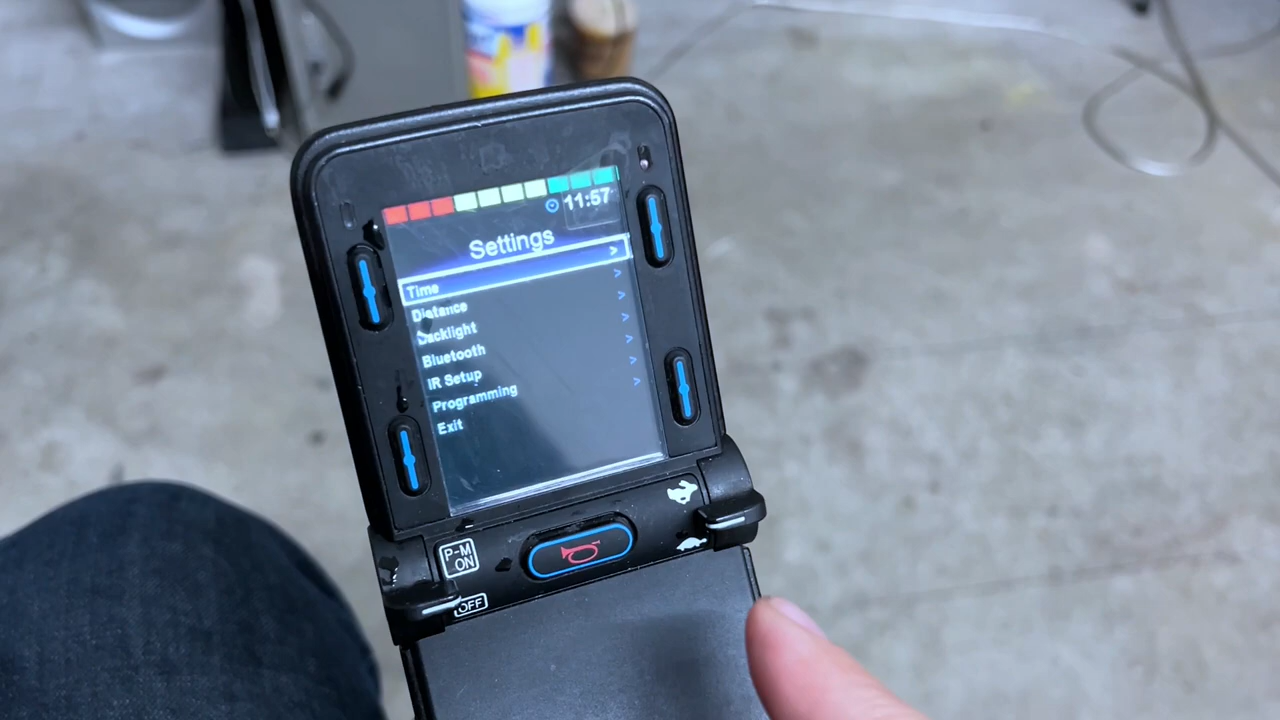 11:57
Settings
Time >
Distance >
Backlight >
Bluetooth >
IR Setup >
Programming >
Exit >
P-M
ON
OFF